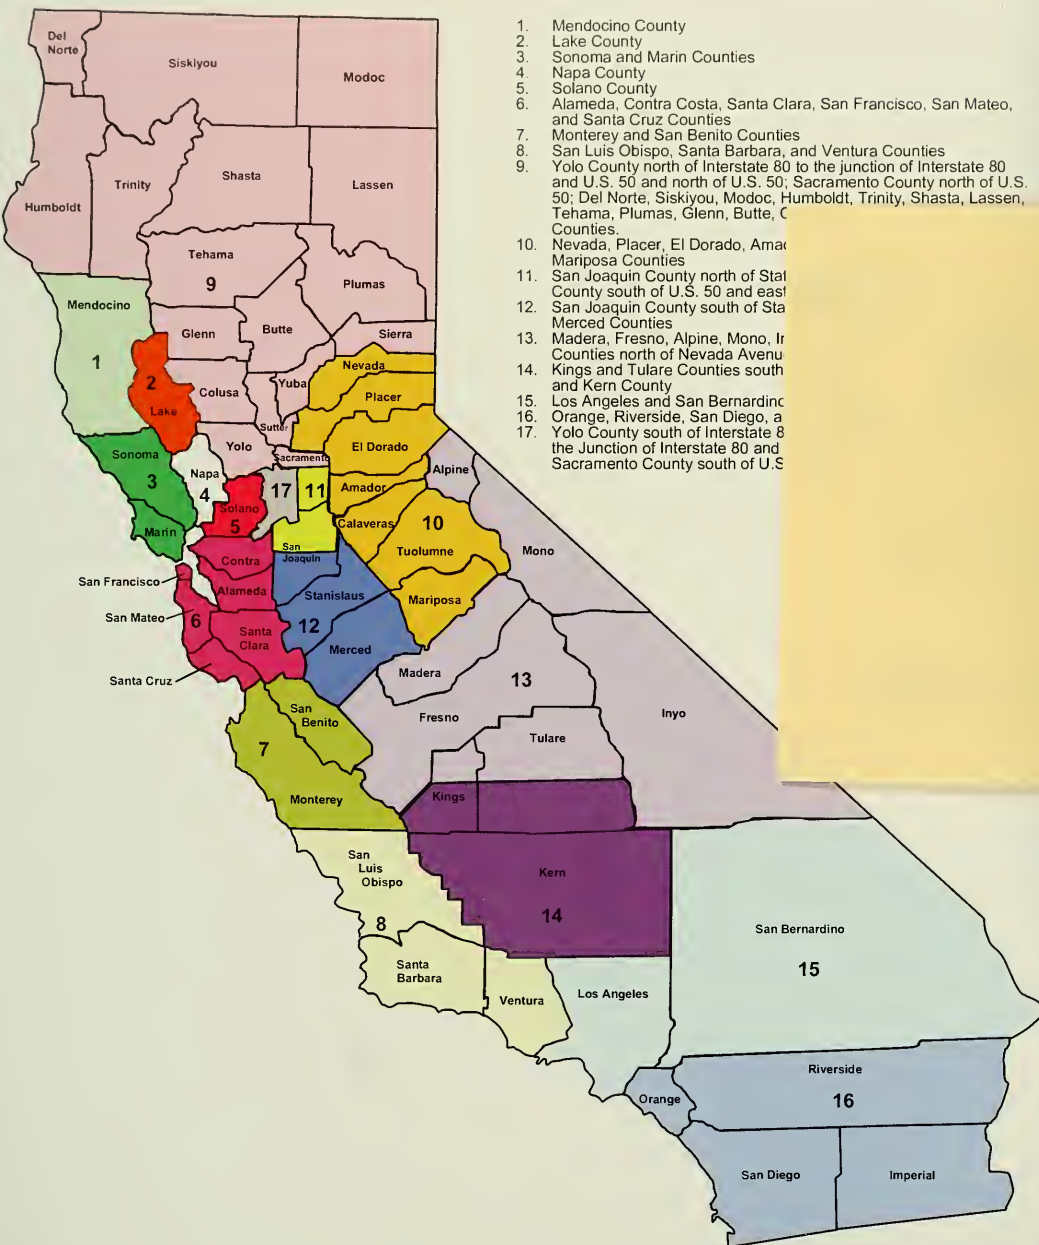 1. Mendocino County
2. Lake County
3. Sonoma and Marin Counties
4. Napa County
5. Solano County
6. Alameda, Contra Costa, Santa Clara, San Francisco, San Mateo,
and Santa Cruz Counties
7. Monterey and San Benito Counties
8. San Luis Obispo, Santa Barbara, and Ventura Counties
9. Yolo County north of Interstate 80 to the junction of Interstate 80
and U.S. 50 and north of U.S. 50; Sacramento County north of U.S.
50; Del Norte, Siskiyou, Modoc, Humboldt, Trinity, Shasta, Lassen,
Tehama, Plumas, Glenn, Butte,
Counties.
10. Nevada, Placer, El Dorado,
Mariposa Counties
11. San Joaquin County north of
County south of U.S. 50 and
12. San Joaquin County south of
Merced Counties
13. Madera, Fresno, Alpine, Mono,
Counties north of Nevada
14. Kings and Tulare Counties south
and Kern County
15. Los Angeles and
16. Orange, Riverside, San Diego,
17. Yolo County south of Interstate
the Junction of Interstate 80 and
Sacramento County south of
Del
Norte
Siskiyou
Modoc
Humboldt
Trinity
Shasta
Lassen
Tehama
9
Plumas
Mendocino
1
Glenn
Butte
Sierra
2
Lake
Colusa
Yuba
Nevada
Placer
Sutter
Yolo
Sacramento
El Dorado
Sonoma
3
Marin
Napa
4
Solano
5
17
11
Amador
Alpine
Calaveras
10
Tuolumne
Mono
San
Joaquin
Contra
San Francisco
Alameda
Stanislaus
Mariposa
San Mateo
6
Santa
Clara
12
Merced
Santa Cruz
Madera
13
San
Benito
Fresno
Inyo
7
Tulare
Monterey
Kings
San
Luis
Obispo
8
Kern
14
San Bernardino
15
Santa
Barbara
Ventura
Los Angeles
Riverside
16
Orange
San Diego
Imperial